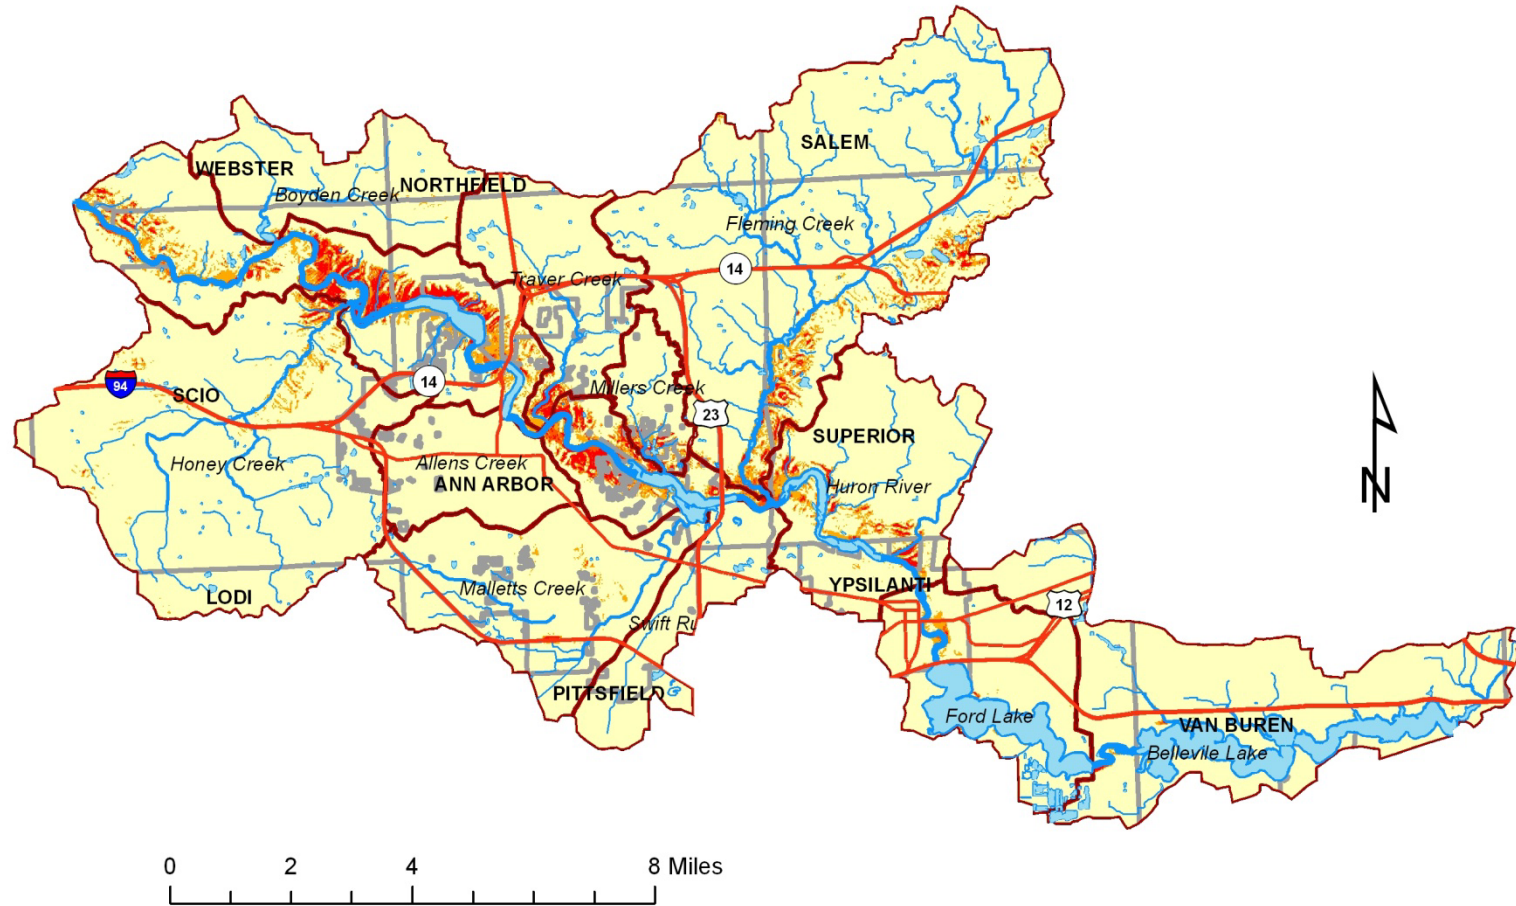 SALEM
WEBSTER
NORTHFIELD
Boyden Creek
Fleming Creek
14
Traver Creek
14
94
SCIO
Millers Creek
23
SUPERIOR
Honey Creek
Allens Creek
ANN ARBOR
Huron River
N
YPSILANTI
Malletts Creek
LODI
12
Swift Ru
PITTSFIELD
Ford Lake
VAN BUREN
Bellevile Lake
0 2 4 8 Miles